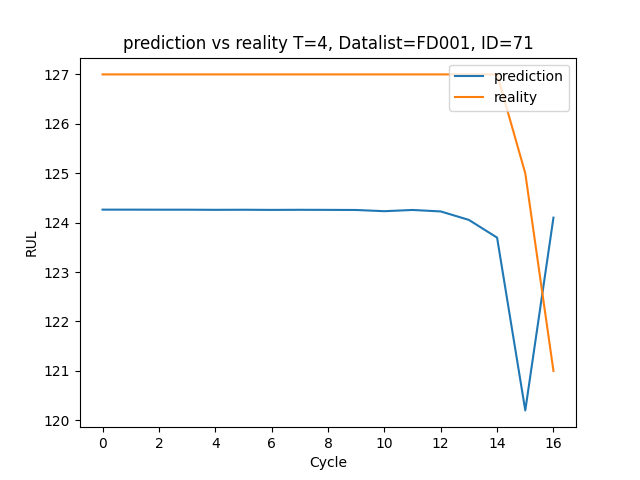 prediction vs reality T=4, Datalist=FD001, ID=71
prediction
reality
127
126
125
124
123
122
121
120
RUL
0 2 4 6 8 10 12 14 16
Cycle